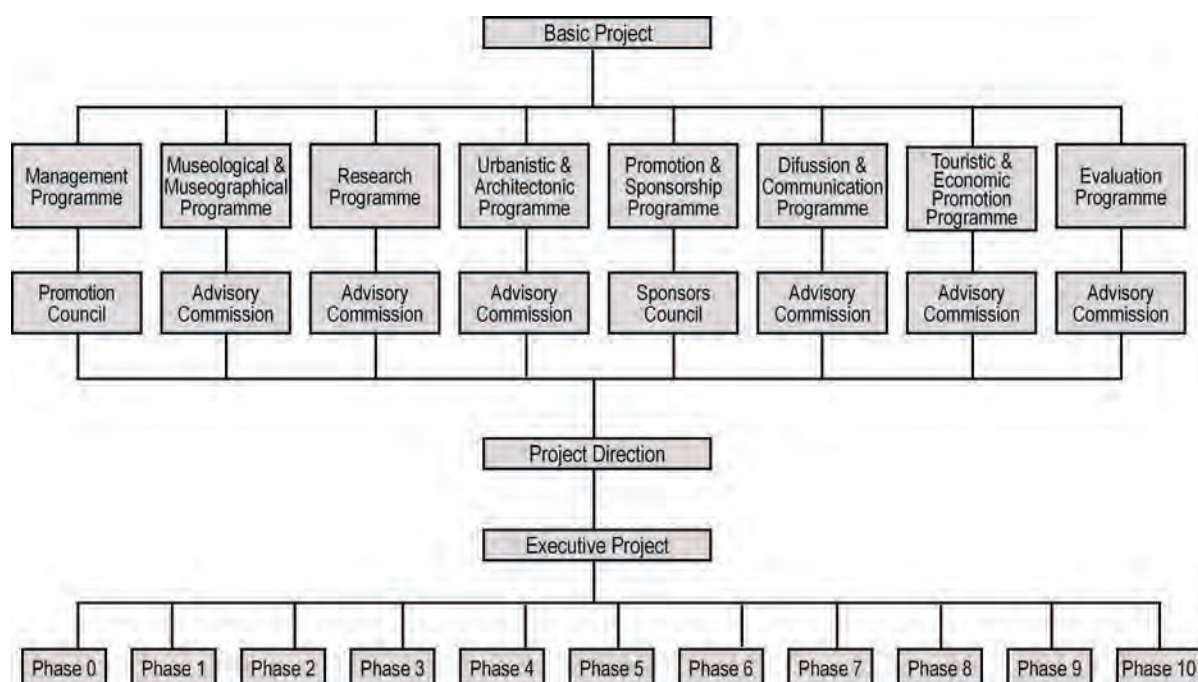 Basic Project
Management
Programme
Museological &
Museographical
Programme
Research
Programme
Urbanistic &
Architectonic
Programme
Promotion &
Sponsorship
Programme
Difussion &
Communication
Programme
Touristic &
Economic
Promotion
Programme
Evaluation
Programme
Promotion
Council
Advisory
Commission
Advisory
Commission
Advisory
Commission
Sponsors
Council
Advisory
Commission
Advisory
Commission
Advisory
Commission
Project Direction
Executive Project
Phase 0
Phase 1
Phase 2
Phase 3
Phase 4
Phase 5
Phase 6
Phase 7
Phase 8
Phase 9
Phase 10